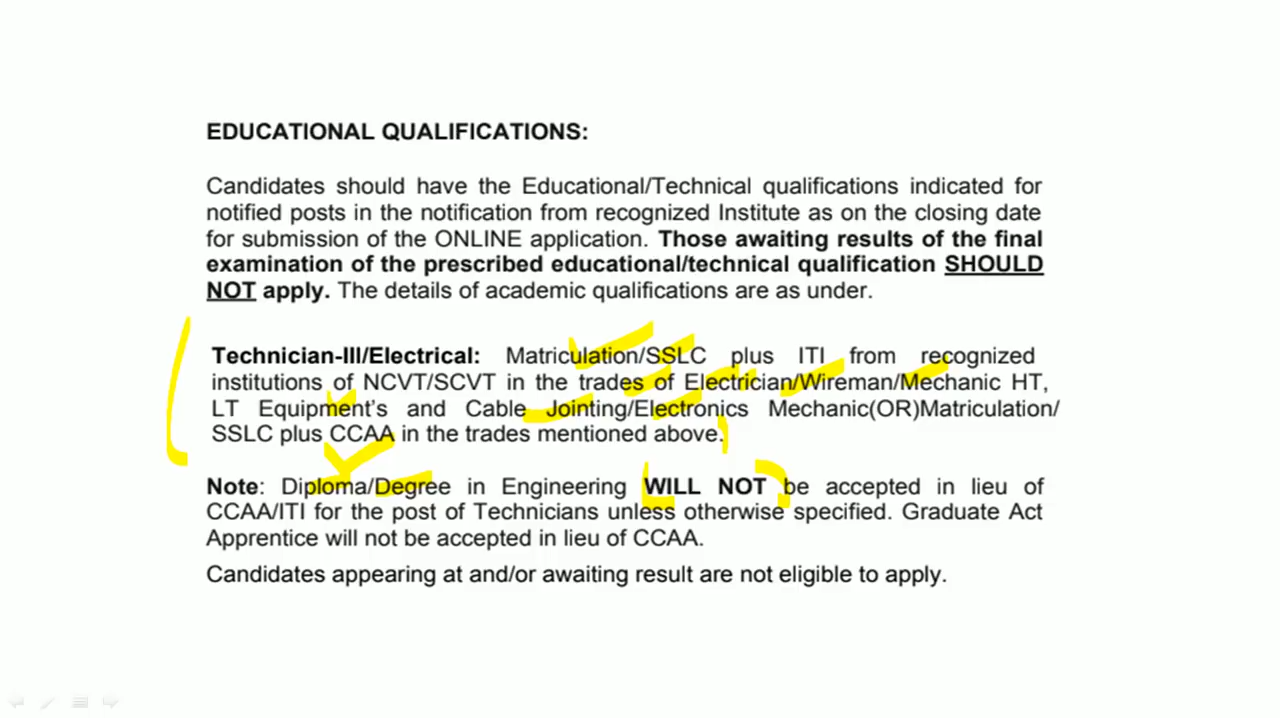 EDUCATIONAL QUALIFICATIONS:
Candidates should have the Educational/Technical qualifications indicated for
notified posts in the notification from recognized Institute as on the closing date
for submission of the ONLINE application. Those awaiting results of the final
examination of the prescribed educational/technical qualification SHOULD
NOT apply. The details of academic qualifications are as under.
Technician-III/Electrical: Matriculation/SSLC plus ITI from recognized
institutions of NCVT/SCVT in the trades of Electrician/Wireman/Mechanic HT,
LT Equipment's and Cable Jointing/Electronics Mechanic(OR)Matriculation/
SSLC plus CCAA in the trades mentioned above.
Note: Diploma/Degree in Engineering WILL NOT be accepted in lieu of
CCAA/ITI for the post of Technicians unless otherwise specified. Graduate Act
Apprentice will not be accepted in lieu of CCAA.
Candidates appearing at and/or awaiting result are not eligible to apply.